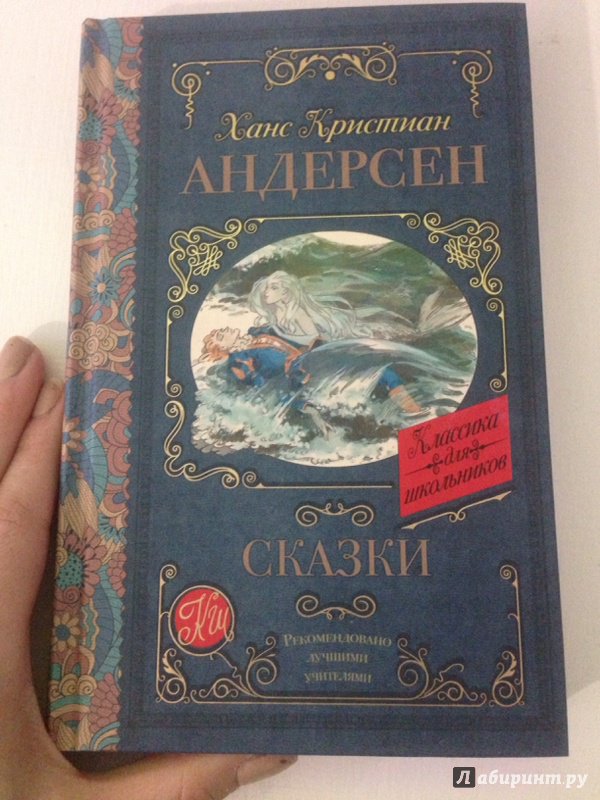 Ханс Кристиан
АНДЕРСЕН
Классика
для
школьников
СКАЗКИ
КШ
Рекомендовано
лучшими
учителями
Лабиринт.ру